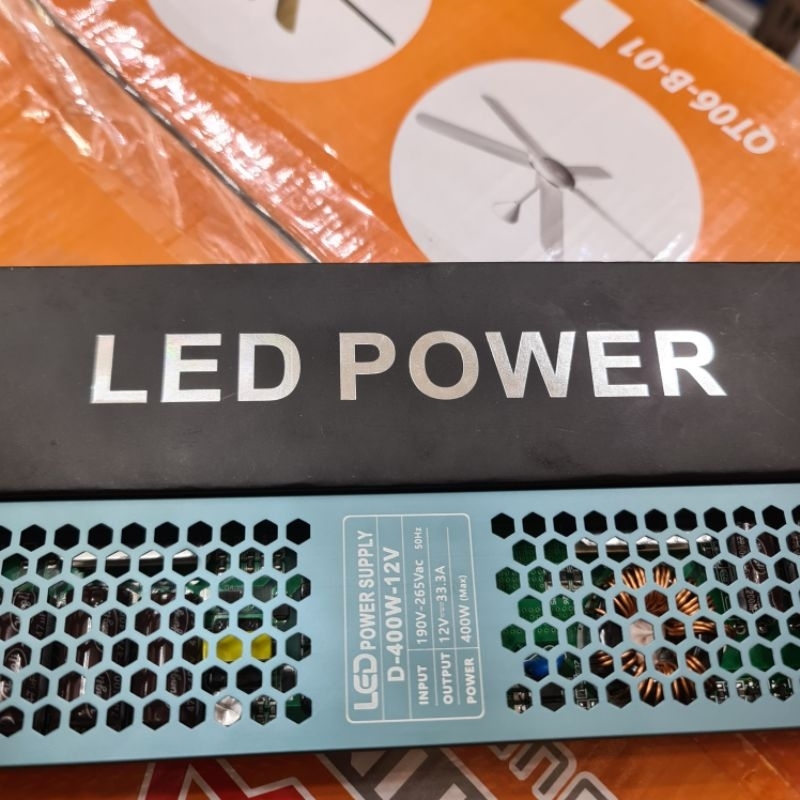 QT06-B-01
LED POWER
LED POWER SUPPLY
D-400W-12V
INPUT 190V-265Vac 50Hz
OUTPUT 12V⎓33.3A
POWER 400W (Max)